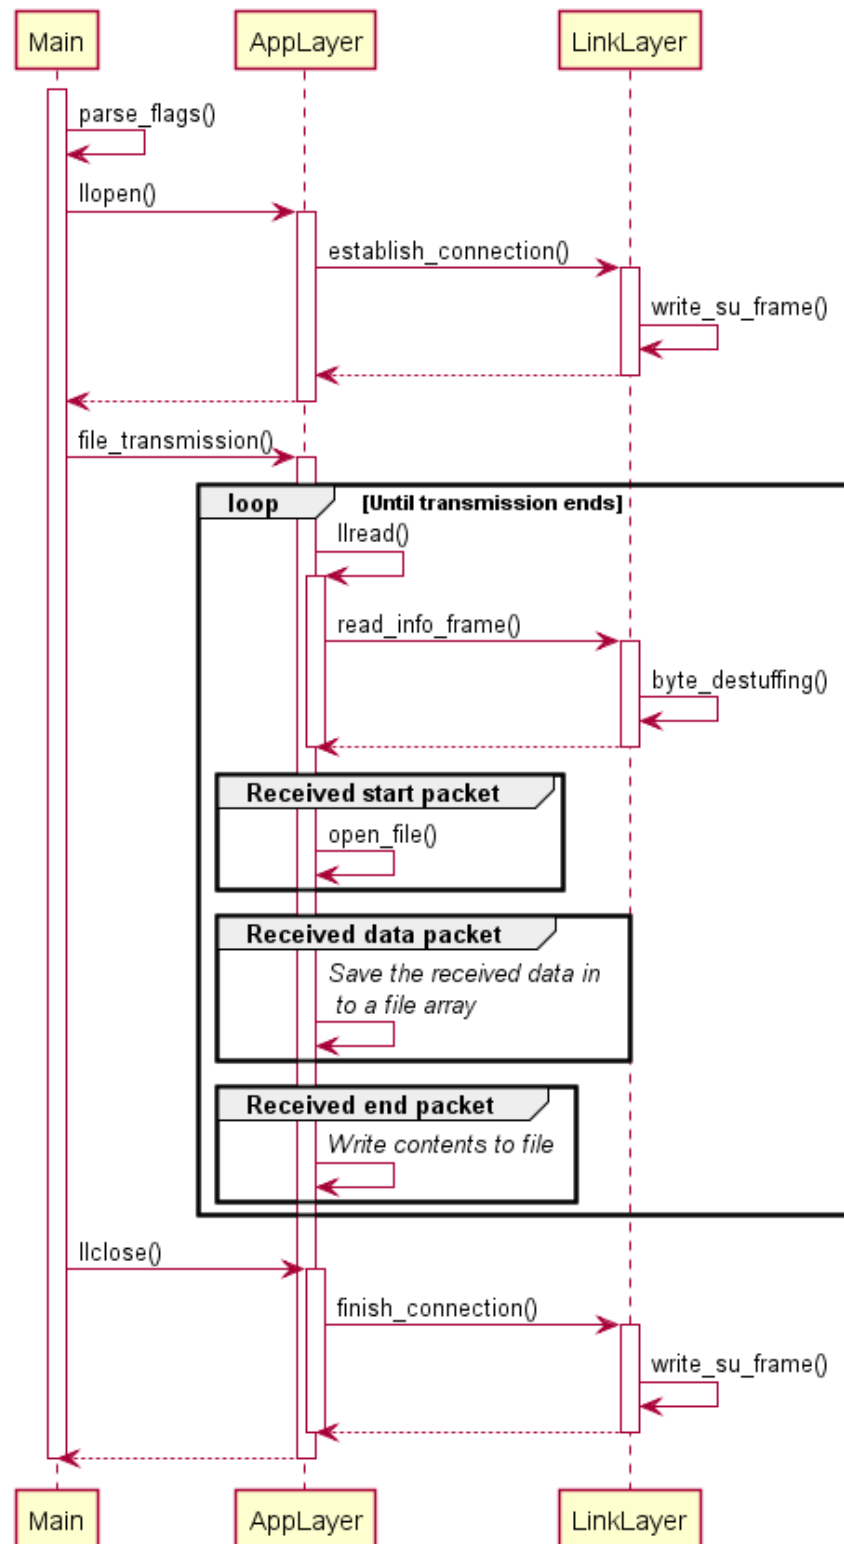 Main AppLayer LinkLayer
parse_flags()
llopen()
establish_connection()
write_su_frame()
file_transmission()
loop [Until transmission ends]
llread()
read_info_frame()
byte_destuffing()
Received start packet
open_file()
Received data packet
Save the received data in
to a file array
Received end packet
Write contents to file
llclose()
finish_connection()
write_su_frame()
Main AppLayer LinkLayer